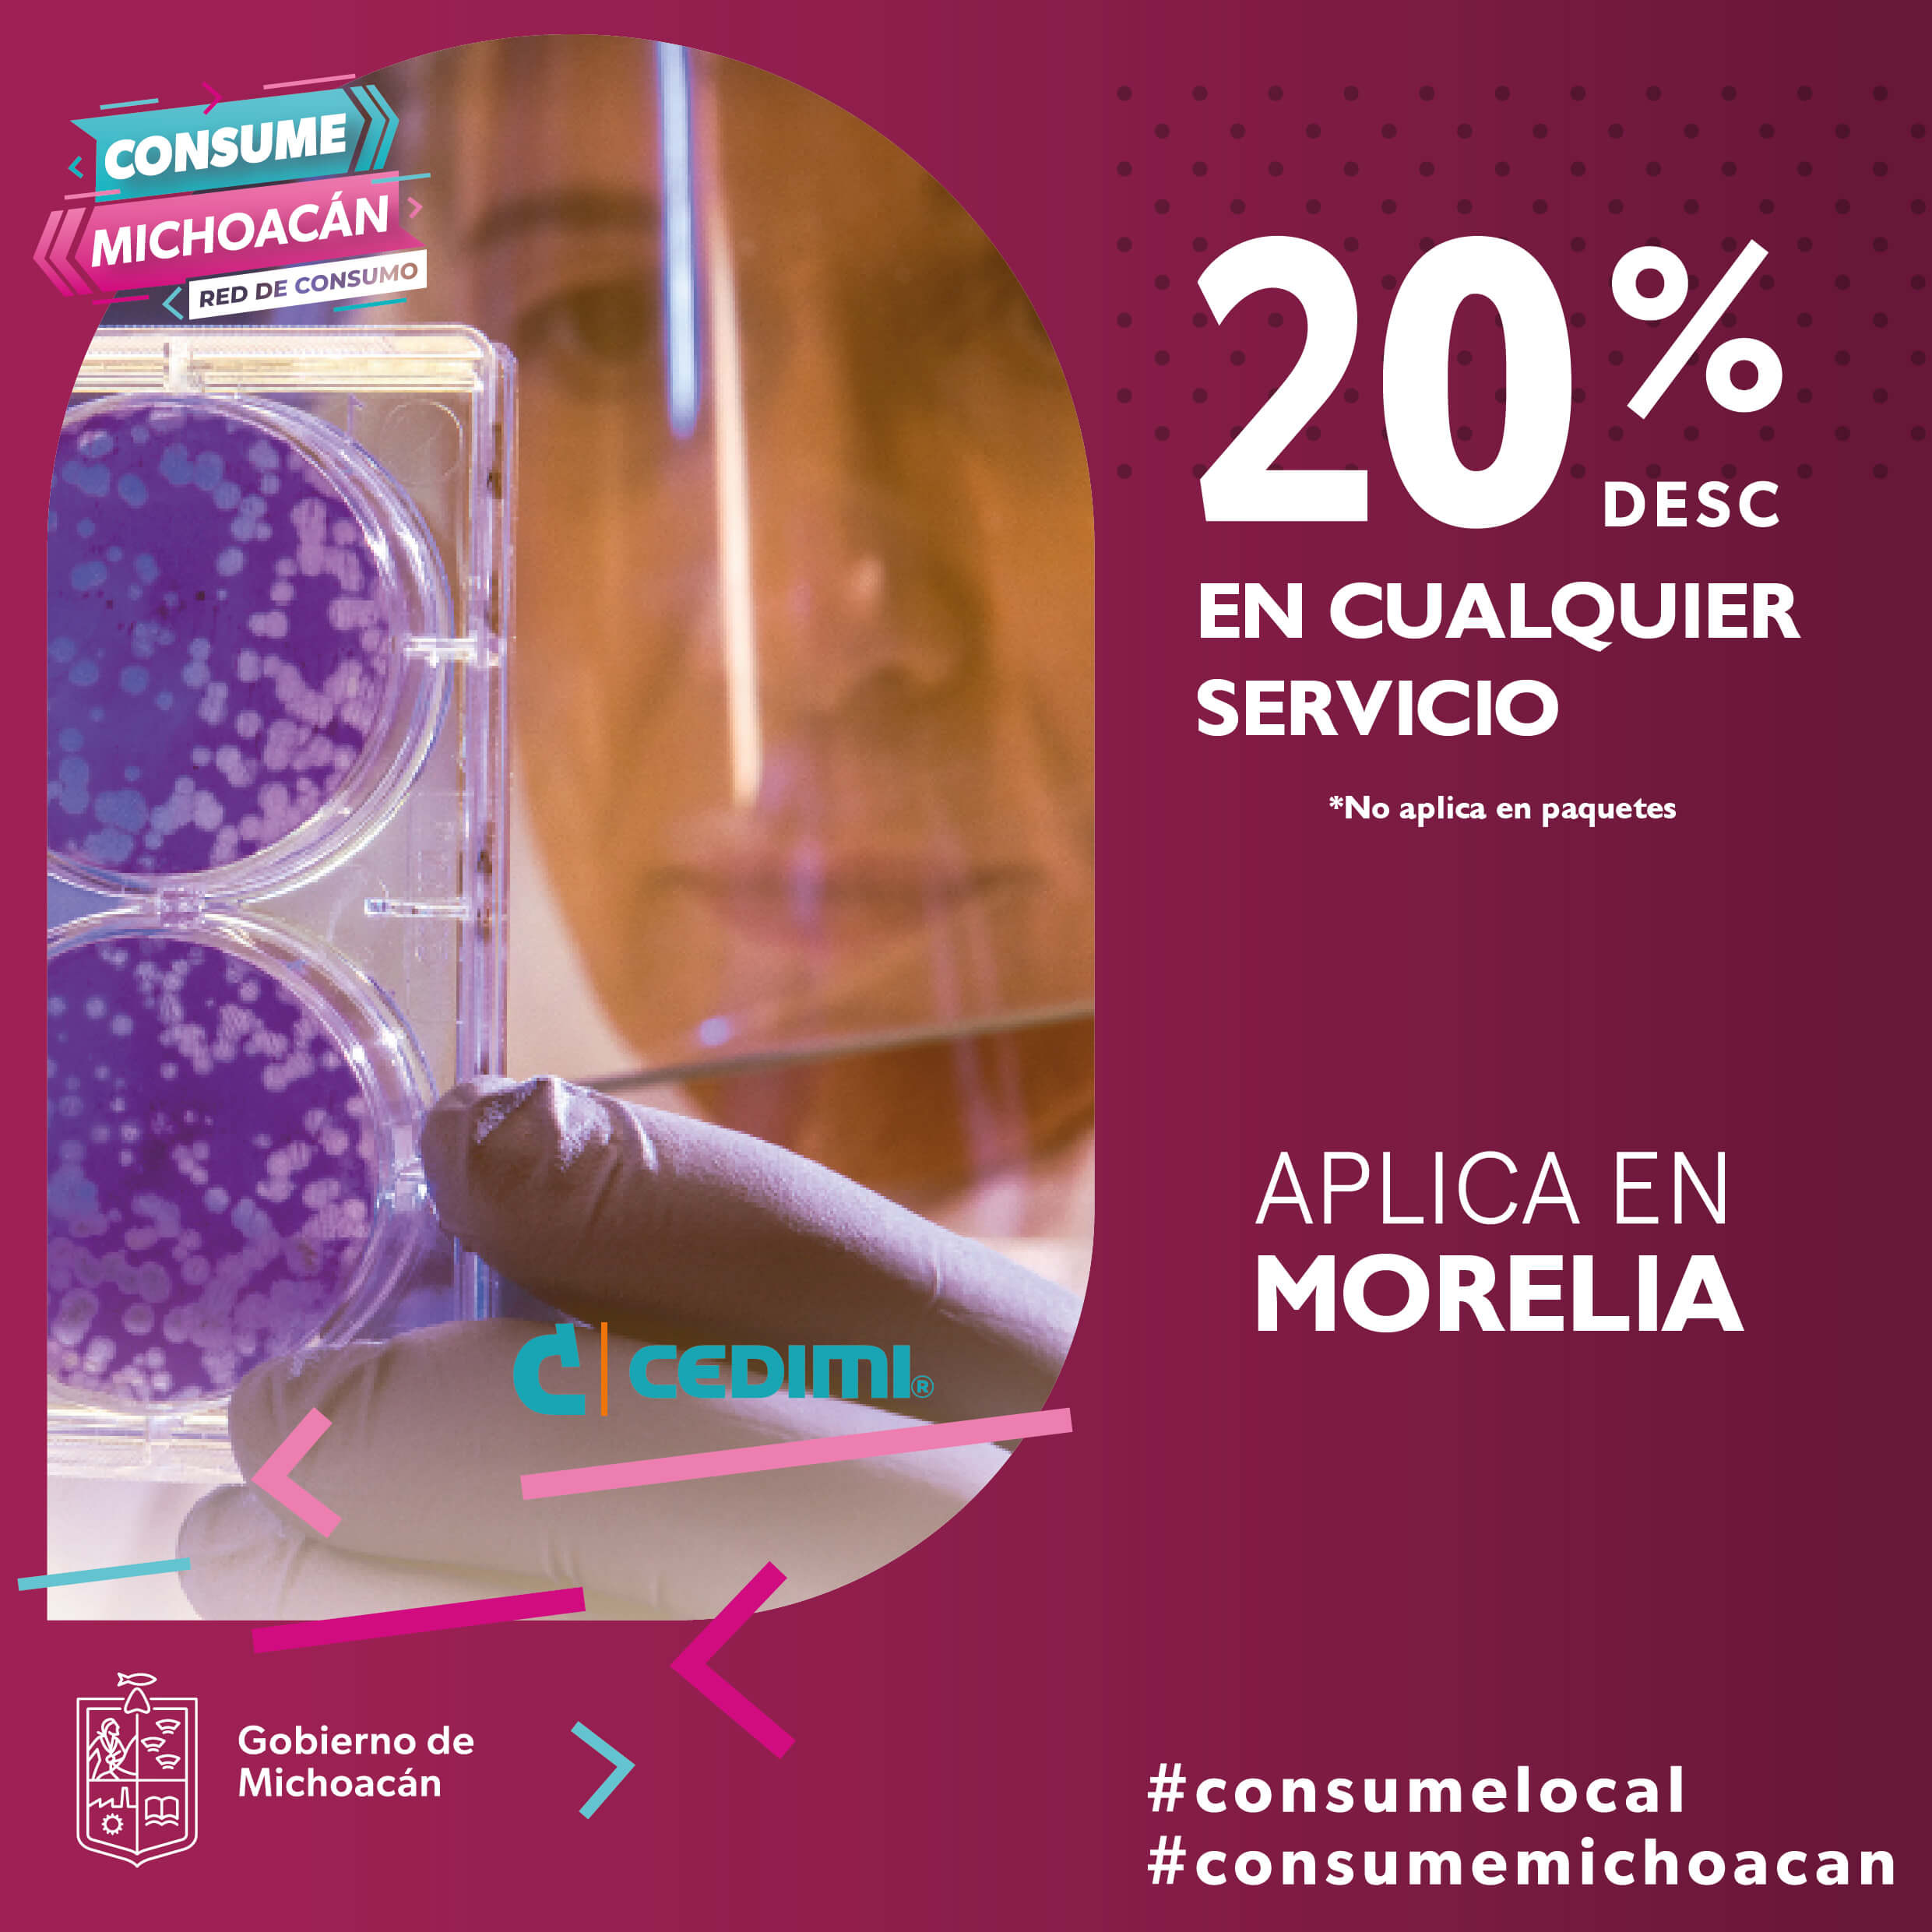 CONSUME
MICHOACÁN
RED DE CONSUMO
20%
DESC
EN CUALQUIER
SERVICIO
*No aplica en paquetes
APLICA EN
MORELIA
C | CEDIMI®
Gobierno de
Michoacán
#consumelocal
#consumemichoacan